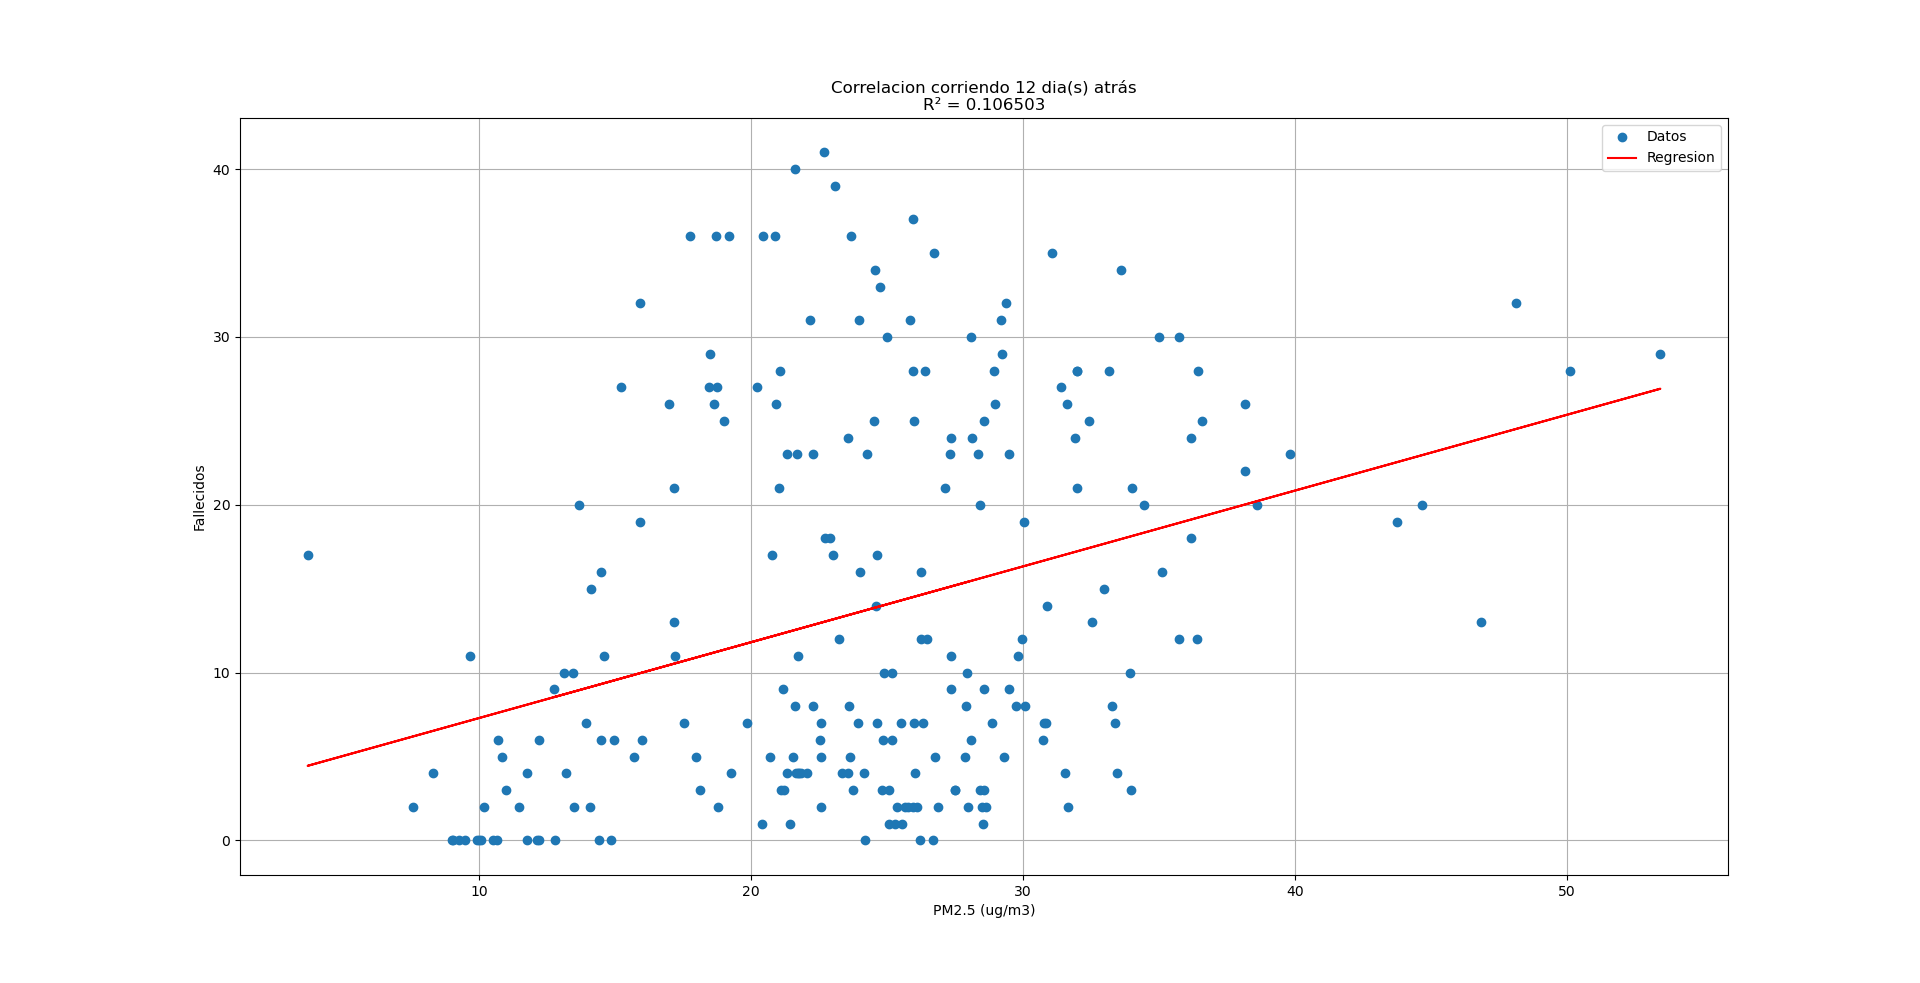 Correlacion corriendo 12 dia(s) atrás
R² = 0.106503
Datos
Regresion
40
30
20
10
0
Fallecidos
10
20
30
40
50
PM2.5 (ug/m3)